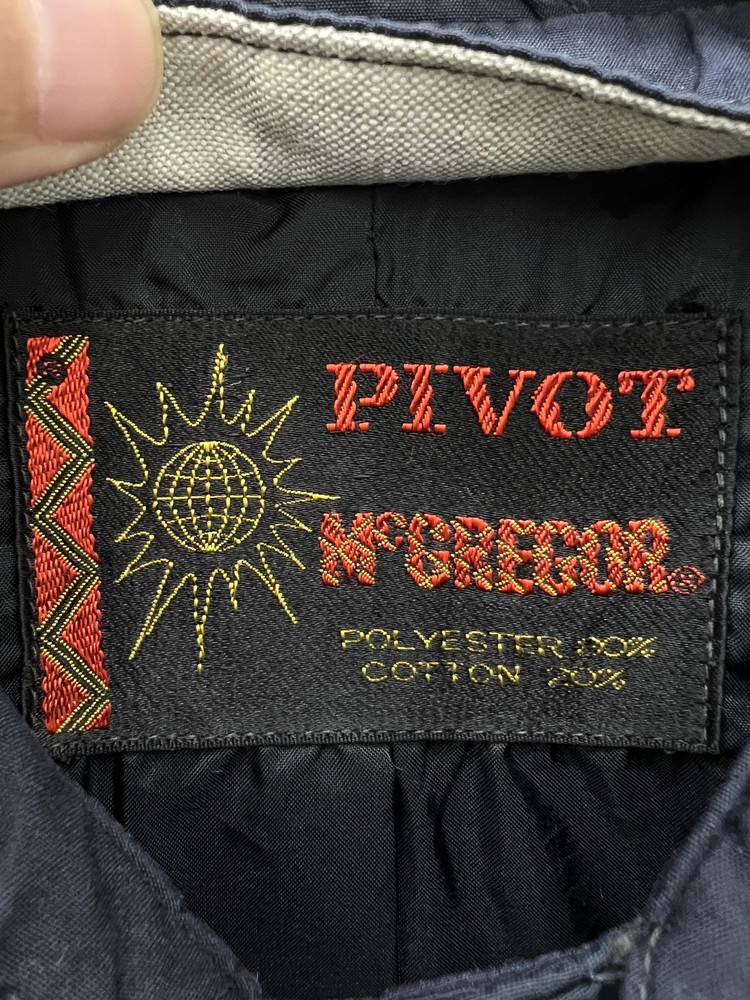 PIVOT
McGREGOR®
POLYESTER 80%
COTTON 20%